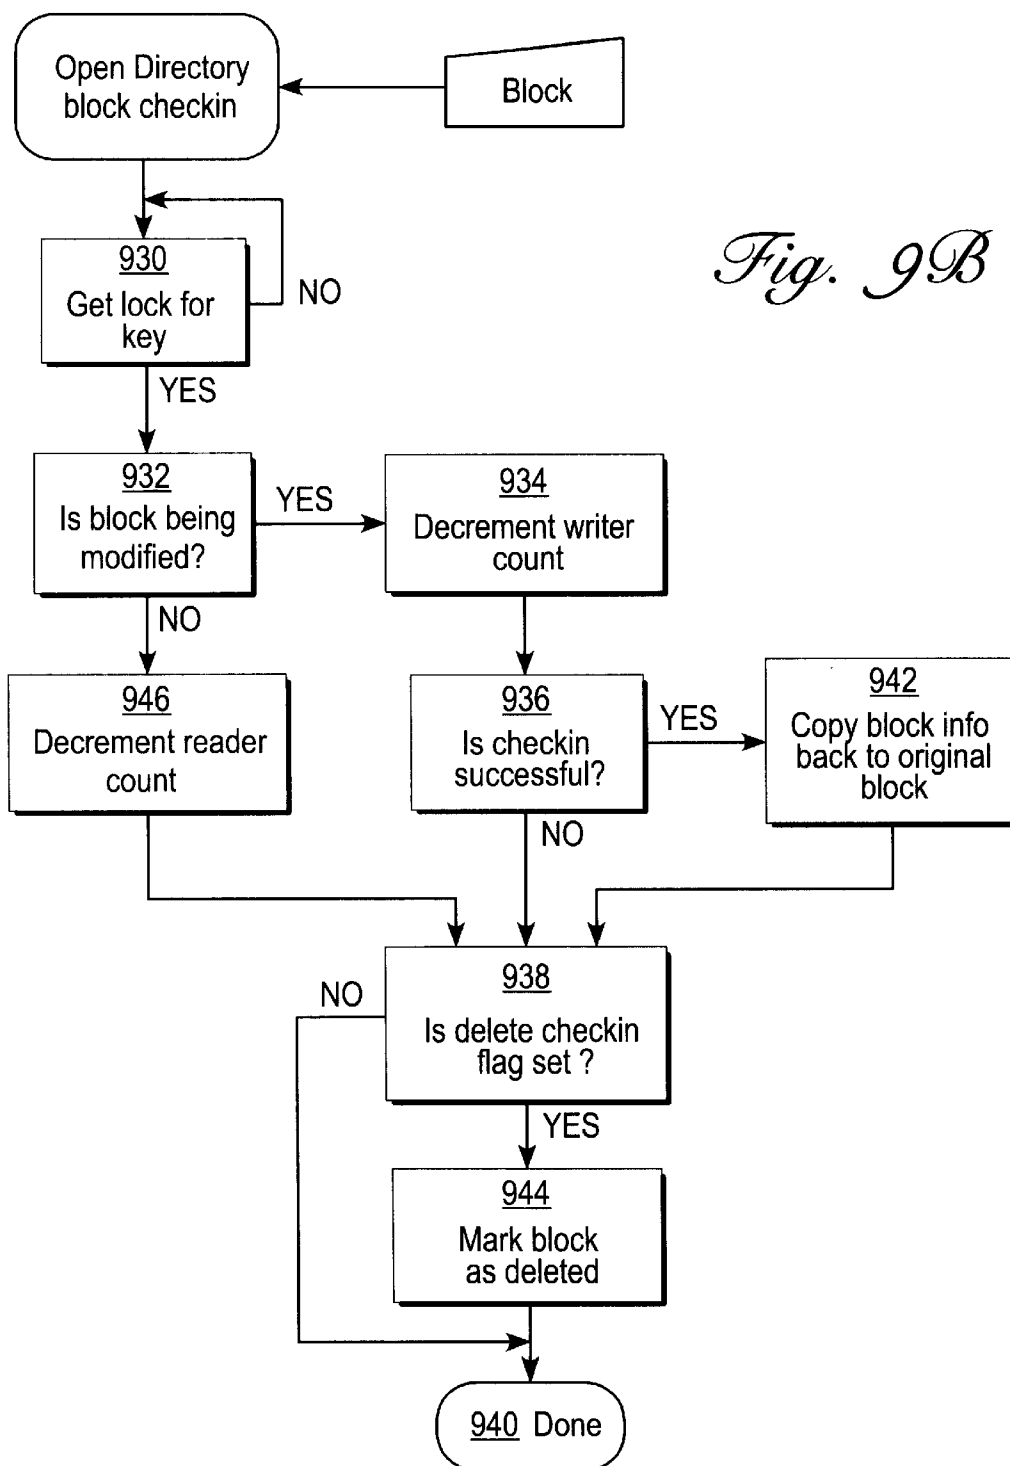 Open Directory
block checkin
Block
Fig. 9B
930
Get lock for
key
NO
YES
932
Is block being
modified?
YES
934
Decrement writer
count
NO
946
Decrement reader
count
936
Is checkin
successful?
YES
942
Copy block info
back to original
block
NO
938
Is delete checkin
flag set ?
NO
YES
944
Mark block
as deleted
940 Done